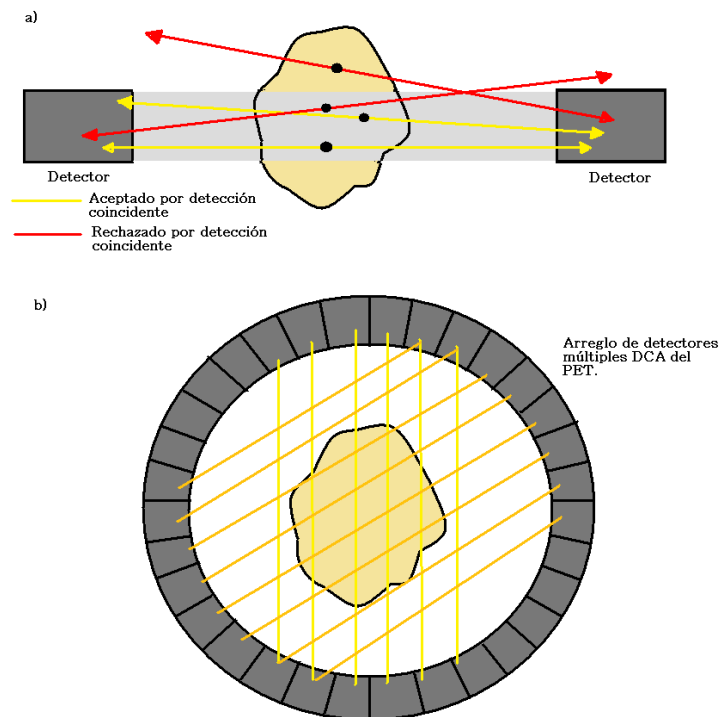 a)
Detector
Detector
Aceptado por detección
coincidente
Rechazado por detección
coincidente
b)
Arreglo de detectores
múltiples DCA del
PET.